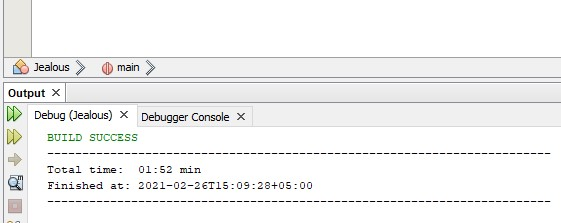 Jealous main
Output
Debug (Jealous) Debugger Console
BUILD SUCCESS
------------------------------------------------------------------------
Total time:  01:52 min
Finished at: 2021-02-26T15:09:28+05:00
------------------------------------------------------------------------